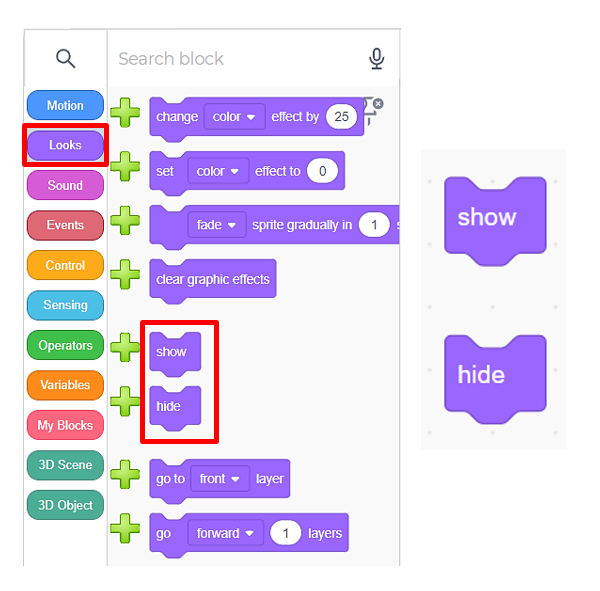 Search block
Motion
Looks
Sound
Events
Control
Sensing
Operators
Variables
My Blocks
3D Scene
3D Object
change color effect by 25
set color effect to 0
fade sprite gradually in 1 s
clear graphic effects
show
hide
go to front layer
go forward 1 layers
show
hide